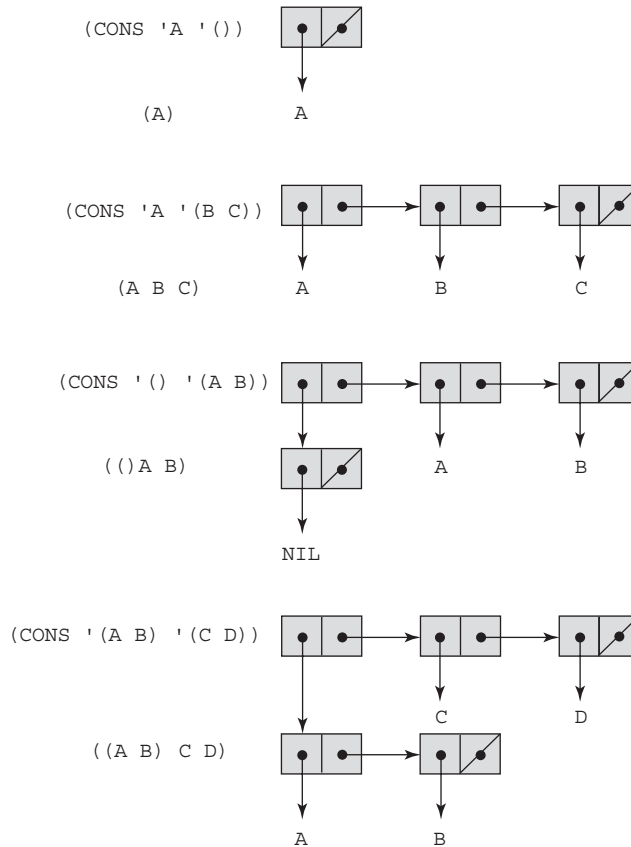 (CONS 'A '())
(A)
A
(CONS 'A '(B C))
(A B C)
A
B
C
(CONS '() '(A B))
(()A B)
A
B
NIL
(CONS '(A B) '(C D))
C
D
((A B) C D)
A
B